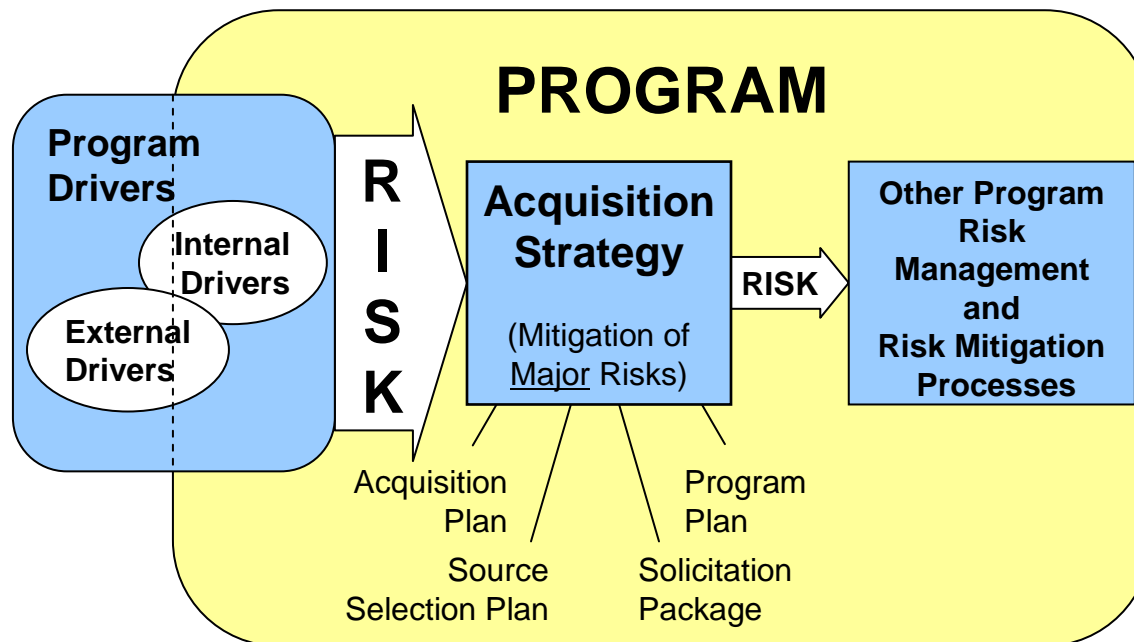 PROGRAM
Program
Drivers
Internal
Drivers
External
Drivers
R
I
S
K
Acquisition
Strategy
(Mitigation of
Major Risks)
RISK
Other Program
Risk
Management
and
Risk Mitigation
Processes
Acquisition
Plan
Source
Selection Plan
Solicitation
Package
Program
Plan